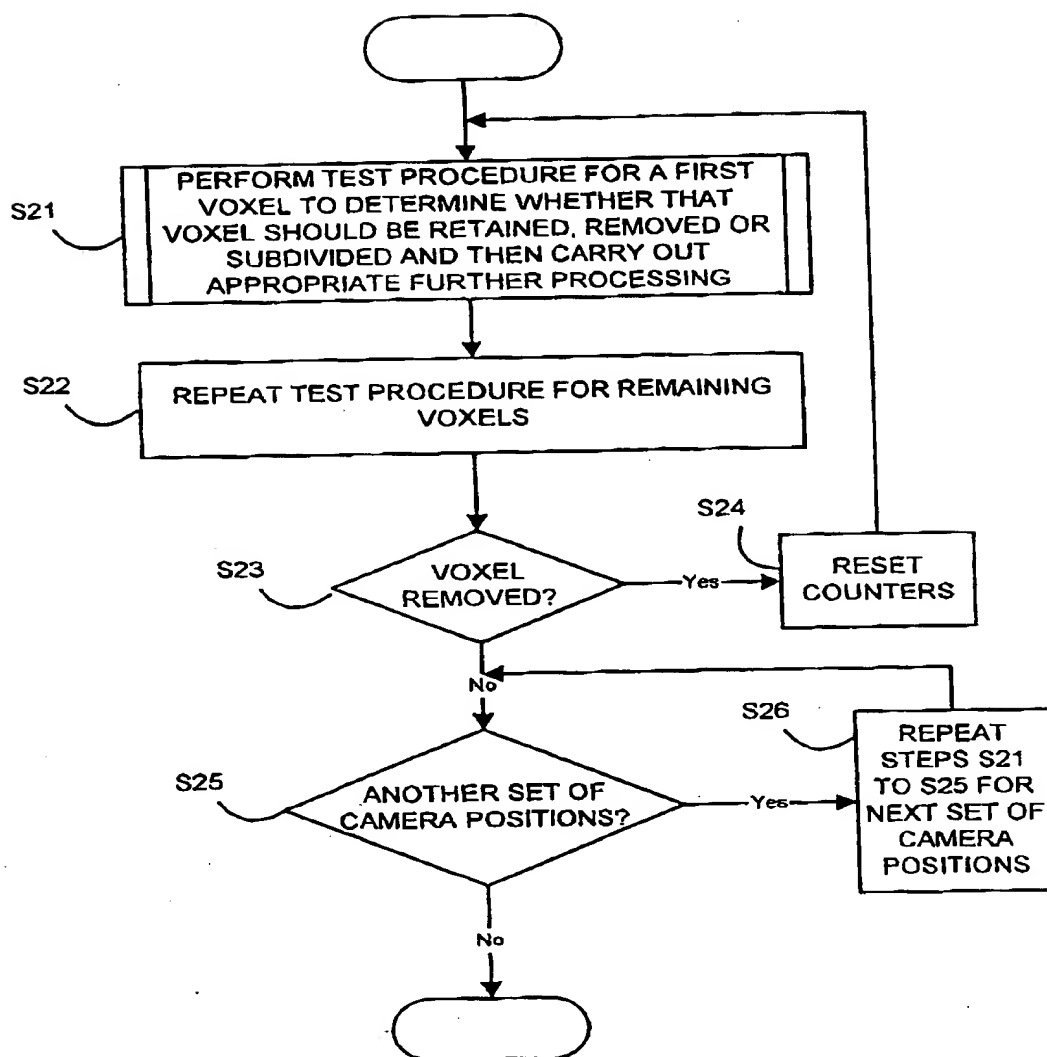 S21
PERFORM TEST PROCEDURE FOR A FIRST
VOXEL TO DETERMINE WHETHER THAT
VOXEL SHOULD BE RETAINED, REMOVED OR
SUBDIVIDED AND THEN CARRY OUT
APPROPRIATE FURTHER PROCESSING
S22
REPEAT TEST PROCEDURE FOR REMAINING
VOXELS
S23
VOXEL
REMOVED?
Yes
S24
RESET
COUNTERS
No
S25
ANOTHER SET OF
CAMERA POSITIONS?
Yes
S26
REPEAT
STEPS S21
TO S25 FOR
NEXT SET OF
CAMERA
POSITIONS
No